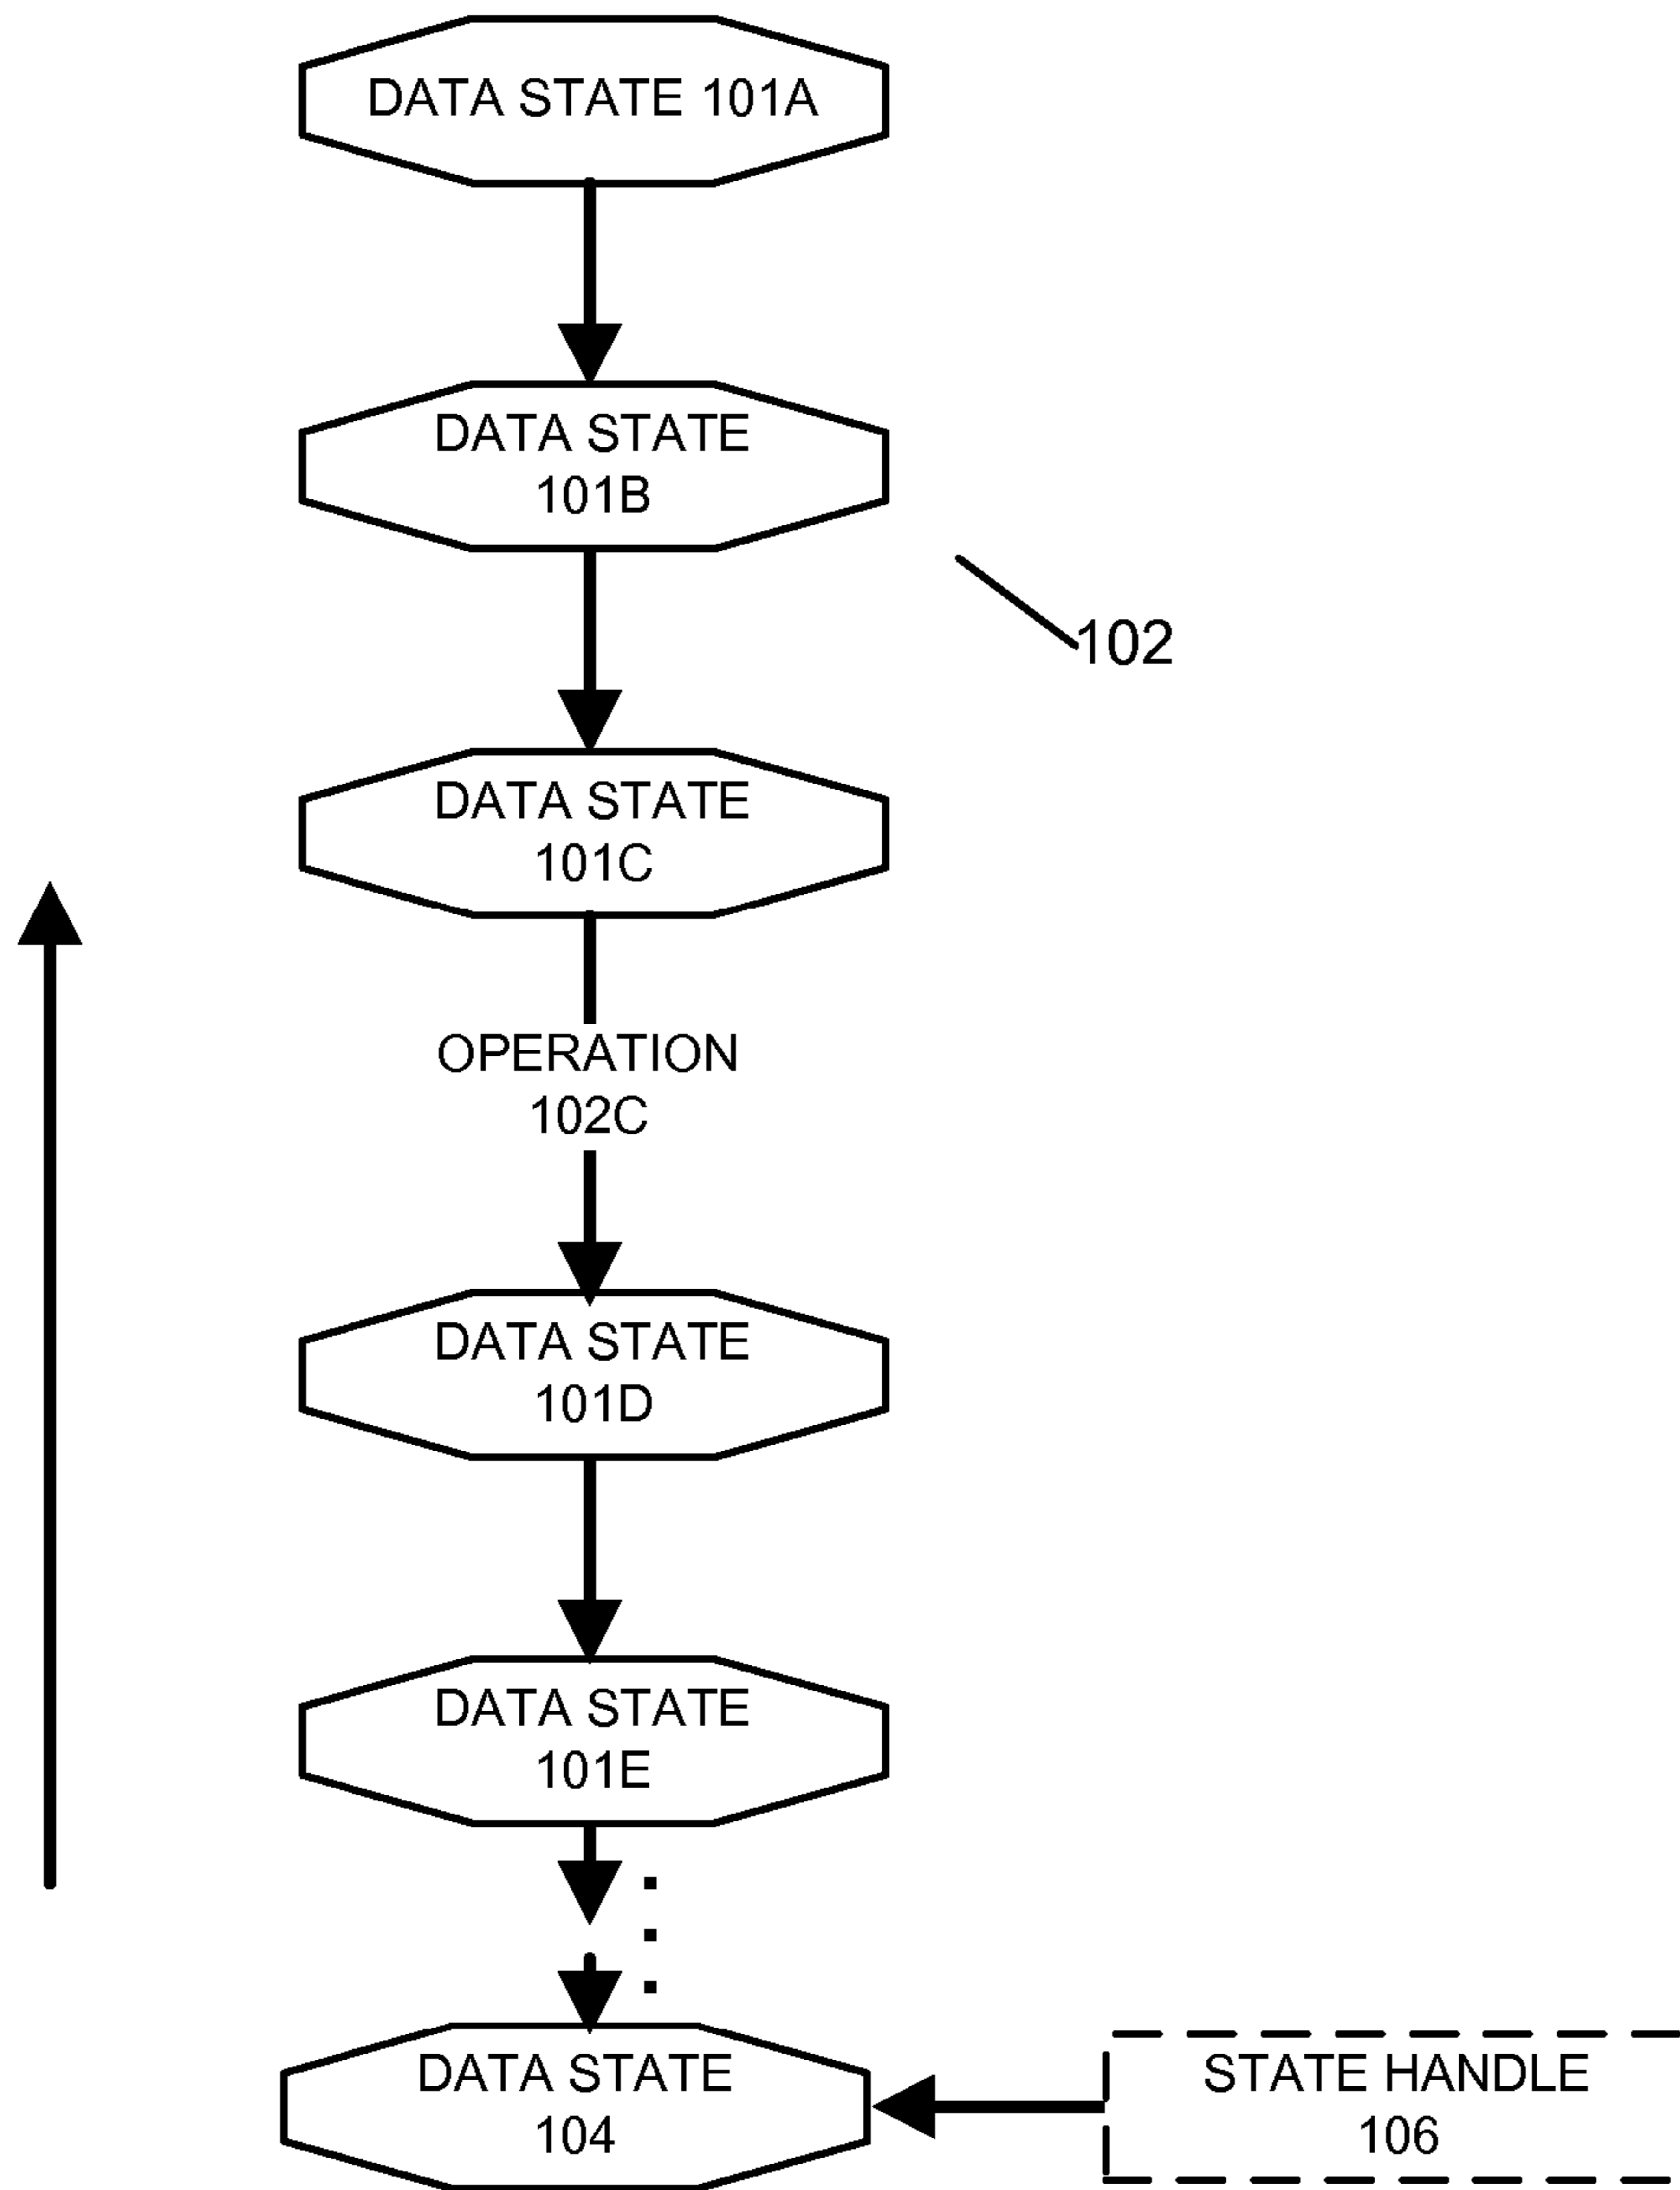 DATA STATE 101A
DATA STATE
101B
102
DATA STATE
101C
OPERATION
102C
DATA STATE
101D
DATA STATE
101E
DATA STATE
104
STATE HANDLE
106